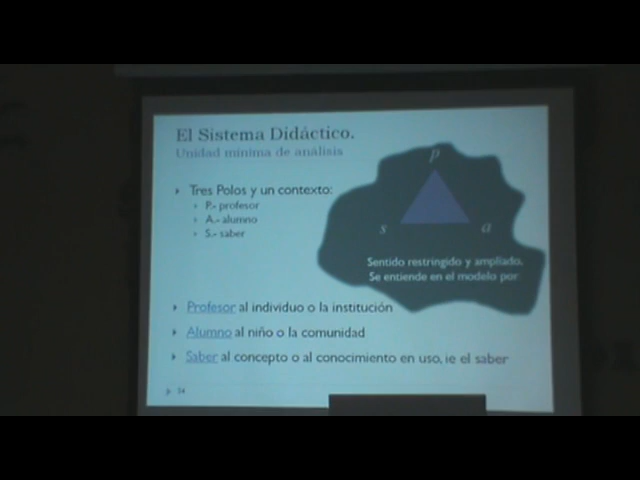 El Sistema Didáctico.
Unidad mínima de análisis
Tres Polos y un contexto:
P.- profesor
A.- alumno
S.- saber
p
s
a
Sentido restringido y ampliado.
Se entiende en el modelo por
Profesor al individuo o la institución
Alumno al niño o la comunidad
Saber al concepto o al conocimiento en uso, ie el saber